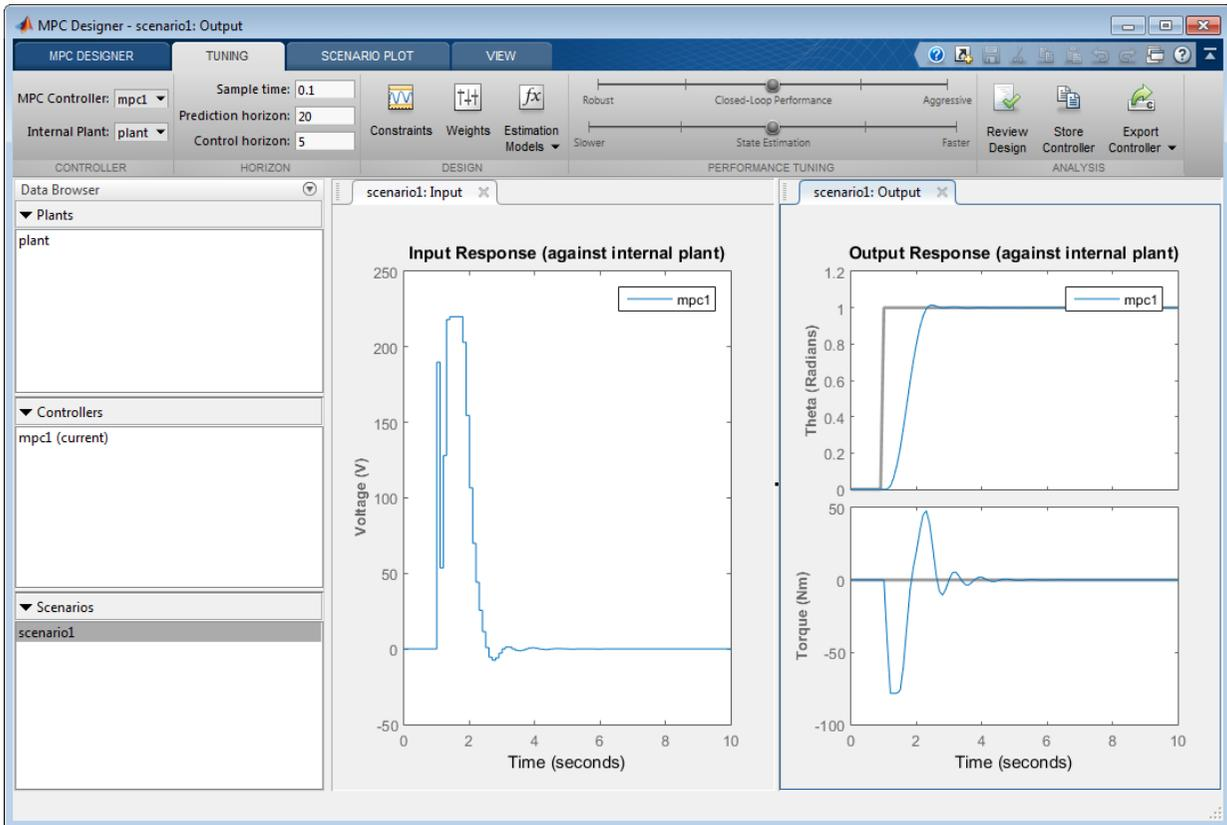 MPC Designer - scenario1: Output
MPC DESIGNER TUNING SCENARIO PLOT VIEW
MPC Controller: mpc1
Internal Plant: plant
CONTROLLER
Sample time: 0.1
Prediction horizon: 20
Control horizon: 5
HORIZON
Constraints
Weights
Estimation
Models
DESIGN
Robust Closed-Loop Performance Aggressive
Slower State Estimation Faster
PERFORMANCE TUNING
Review
Design
Store
Controller
Export
Controller
ANALYSIS
Data Browser
Plants
plant
Controllers
mpc1 (current)
Scenarios
scenario1
scenario1: Input
Input Response (against internal plant)
mpc1
Voltage (V)
250
200
150
100
50
0
-50
0 2 4 6 8 10
Time (seconds)
scenario1: Output
Output Response (against internal plant)
mpc1
Theta (Radians)
1.2
1
0.8
0.6
0.4
0.2
0
Torque (Nm)
50
0
-50
-100
0 2 4 6 8 10
Time (seconds)